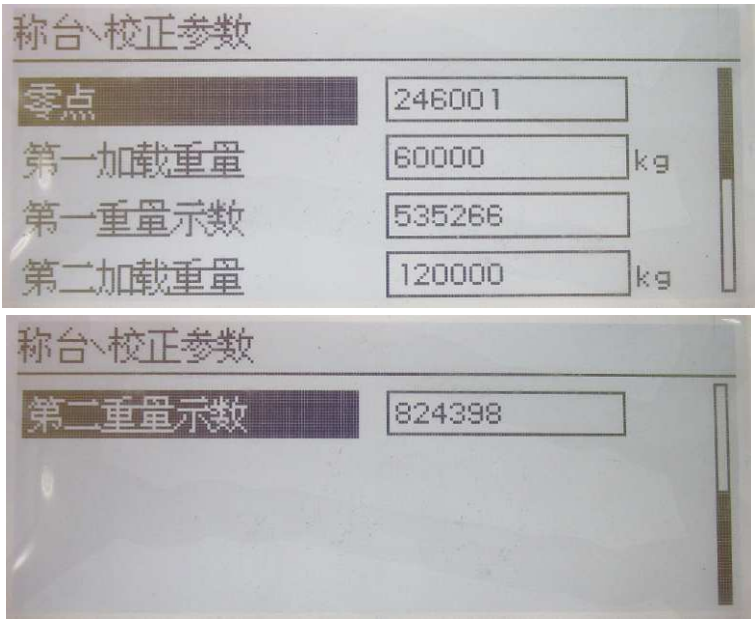 称台\校正参数
零点 246001
第一加载重量 60000 kg
第一重量示数 535266
第二加载重量 120000 kg
称台\校正参数
第二重量示数 824398